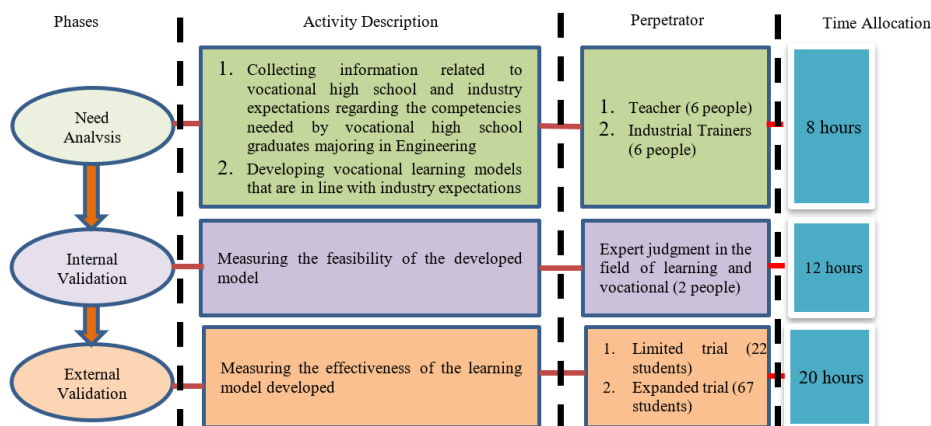 Phases
Activity Description
Perpetrator
Time Allocation
Need
Analysis
1. Collecting information related to
vocational high school and industry
expectations regarding the competencies
needed by vocational high school
graduates majoring in Engineering
2. Developing vocational learning models
that are in line with industry expectations
1. Teacher (6 people)
2. Industrial Trainers
(6 people)
8 hours
Internal
Validation
Measuring the feasibility of the developed
model
Expert judgment in the
field of learning and
vocational (2 people)
12 hours
External
Validation
Measuring the effectiveness of the learning
model developed
1. Limited trial (22
students)
2. Expanded trial (67
students)
20 hours